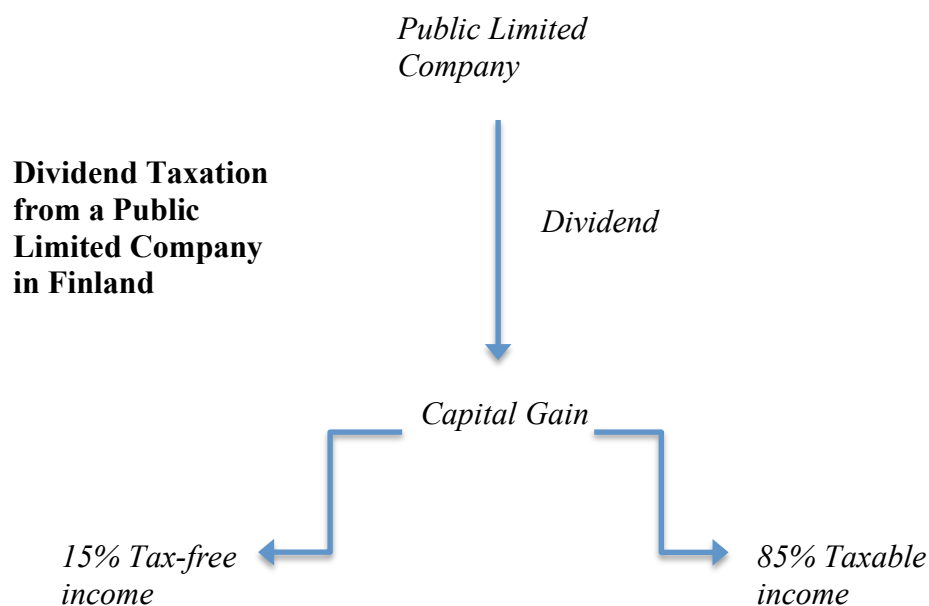 Public Limited
Company
Dividend Taxation
from a Public
Limited Company
in Finland
Dividend
Capital Gain
15% Tax-free
income
85% Taxable
income